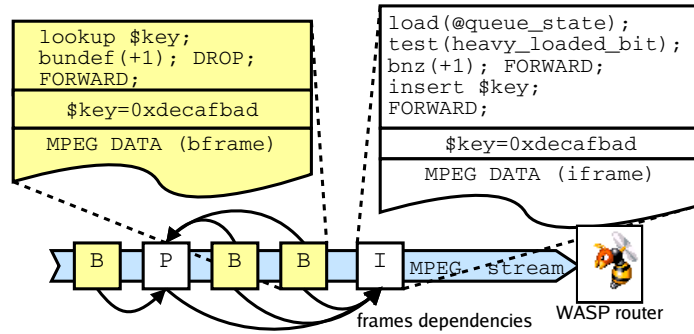 lookup $key;
bundef(+1); DROP;
FORWARD;
$key=0xdecafbad
MPEG DATA (bframe)
load(@queue_state);
test(heavy_loaded_bit);
bnz(+1); FORWARD;
insert $key;
FORWARD;
$key=0xdecafbad
MPEG DATA (iframe)
B P B B I MPEG stream
WASP router
frames dependencies